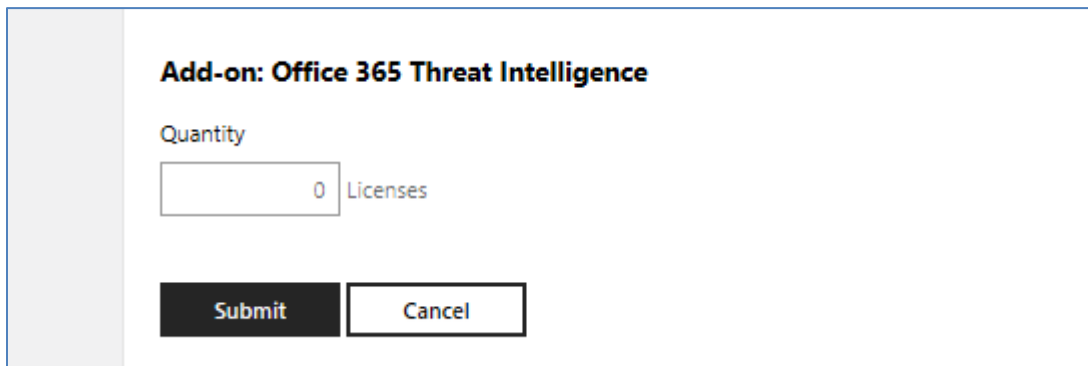 Add-on: Office 365 Threat Intelligence
Quantity
0 Licenses
Submit Cancel